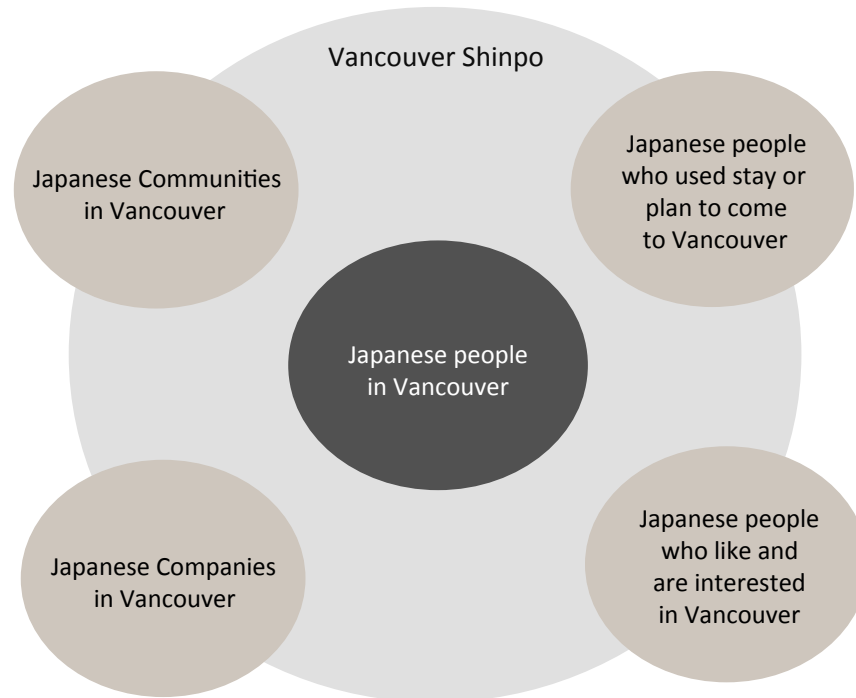 Vancouver Shinpo
Japanese Communities
in Vancouver
Japanese people
who used stay or
plan to come
to Vancouver
Japanese people
in Vancouver
Japanese Companies
in Vancouver
Japanese people
who like and
are interested
in Vancouver